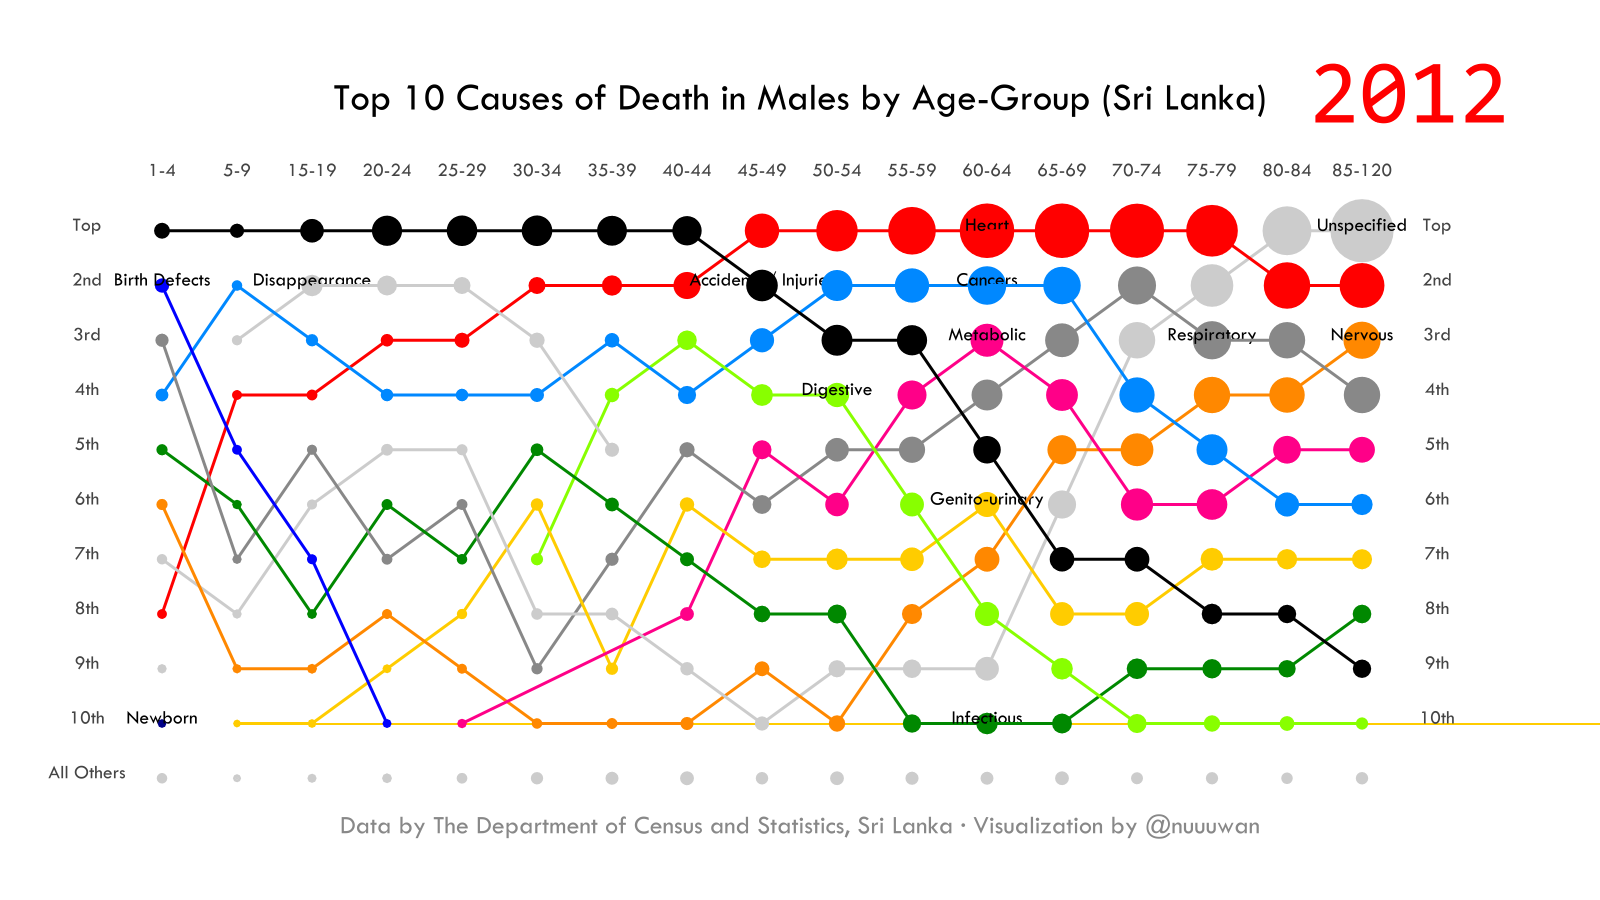 Top 10 Causes of Death in Males by Age-Group (Sri Lanka)
2012
1-4 5-9 15-19 20-24 25-29 30-34 35-39 40-44 45-49 50-54 55-59 60-64 65-69 70-74 75-79 80-84 85-120
Top Heart Unspecified Top
2nd Birth Defects Disappearance Accidents / Injuries Cancers 2nd
3rd Metabolic Respiratory Nervous 3rd
4th Digestive 4th
5th 5th
6th Genito-urinary 6th
7th 7th
8th 8th
9th 9th
10th Newborn Infectious 10th
All Others
Data by The Department of Census and Statistics, Sri Lanka · Visualization by @nuuuwan